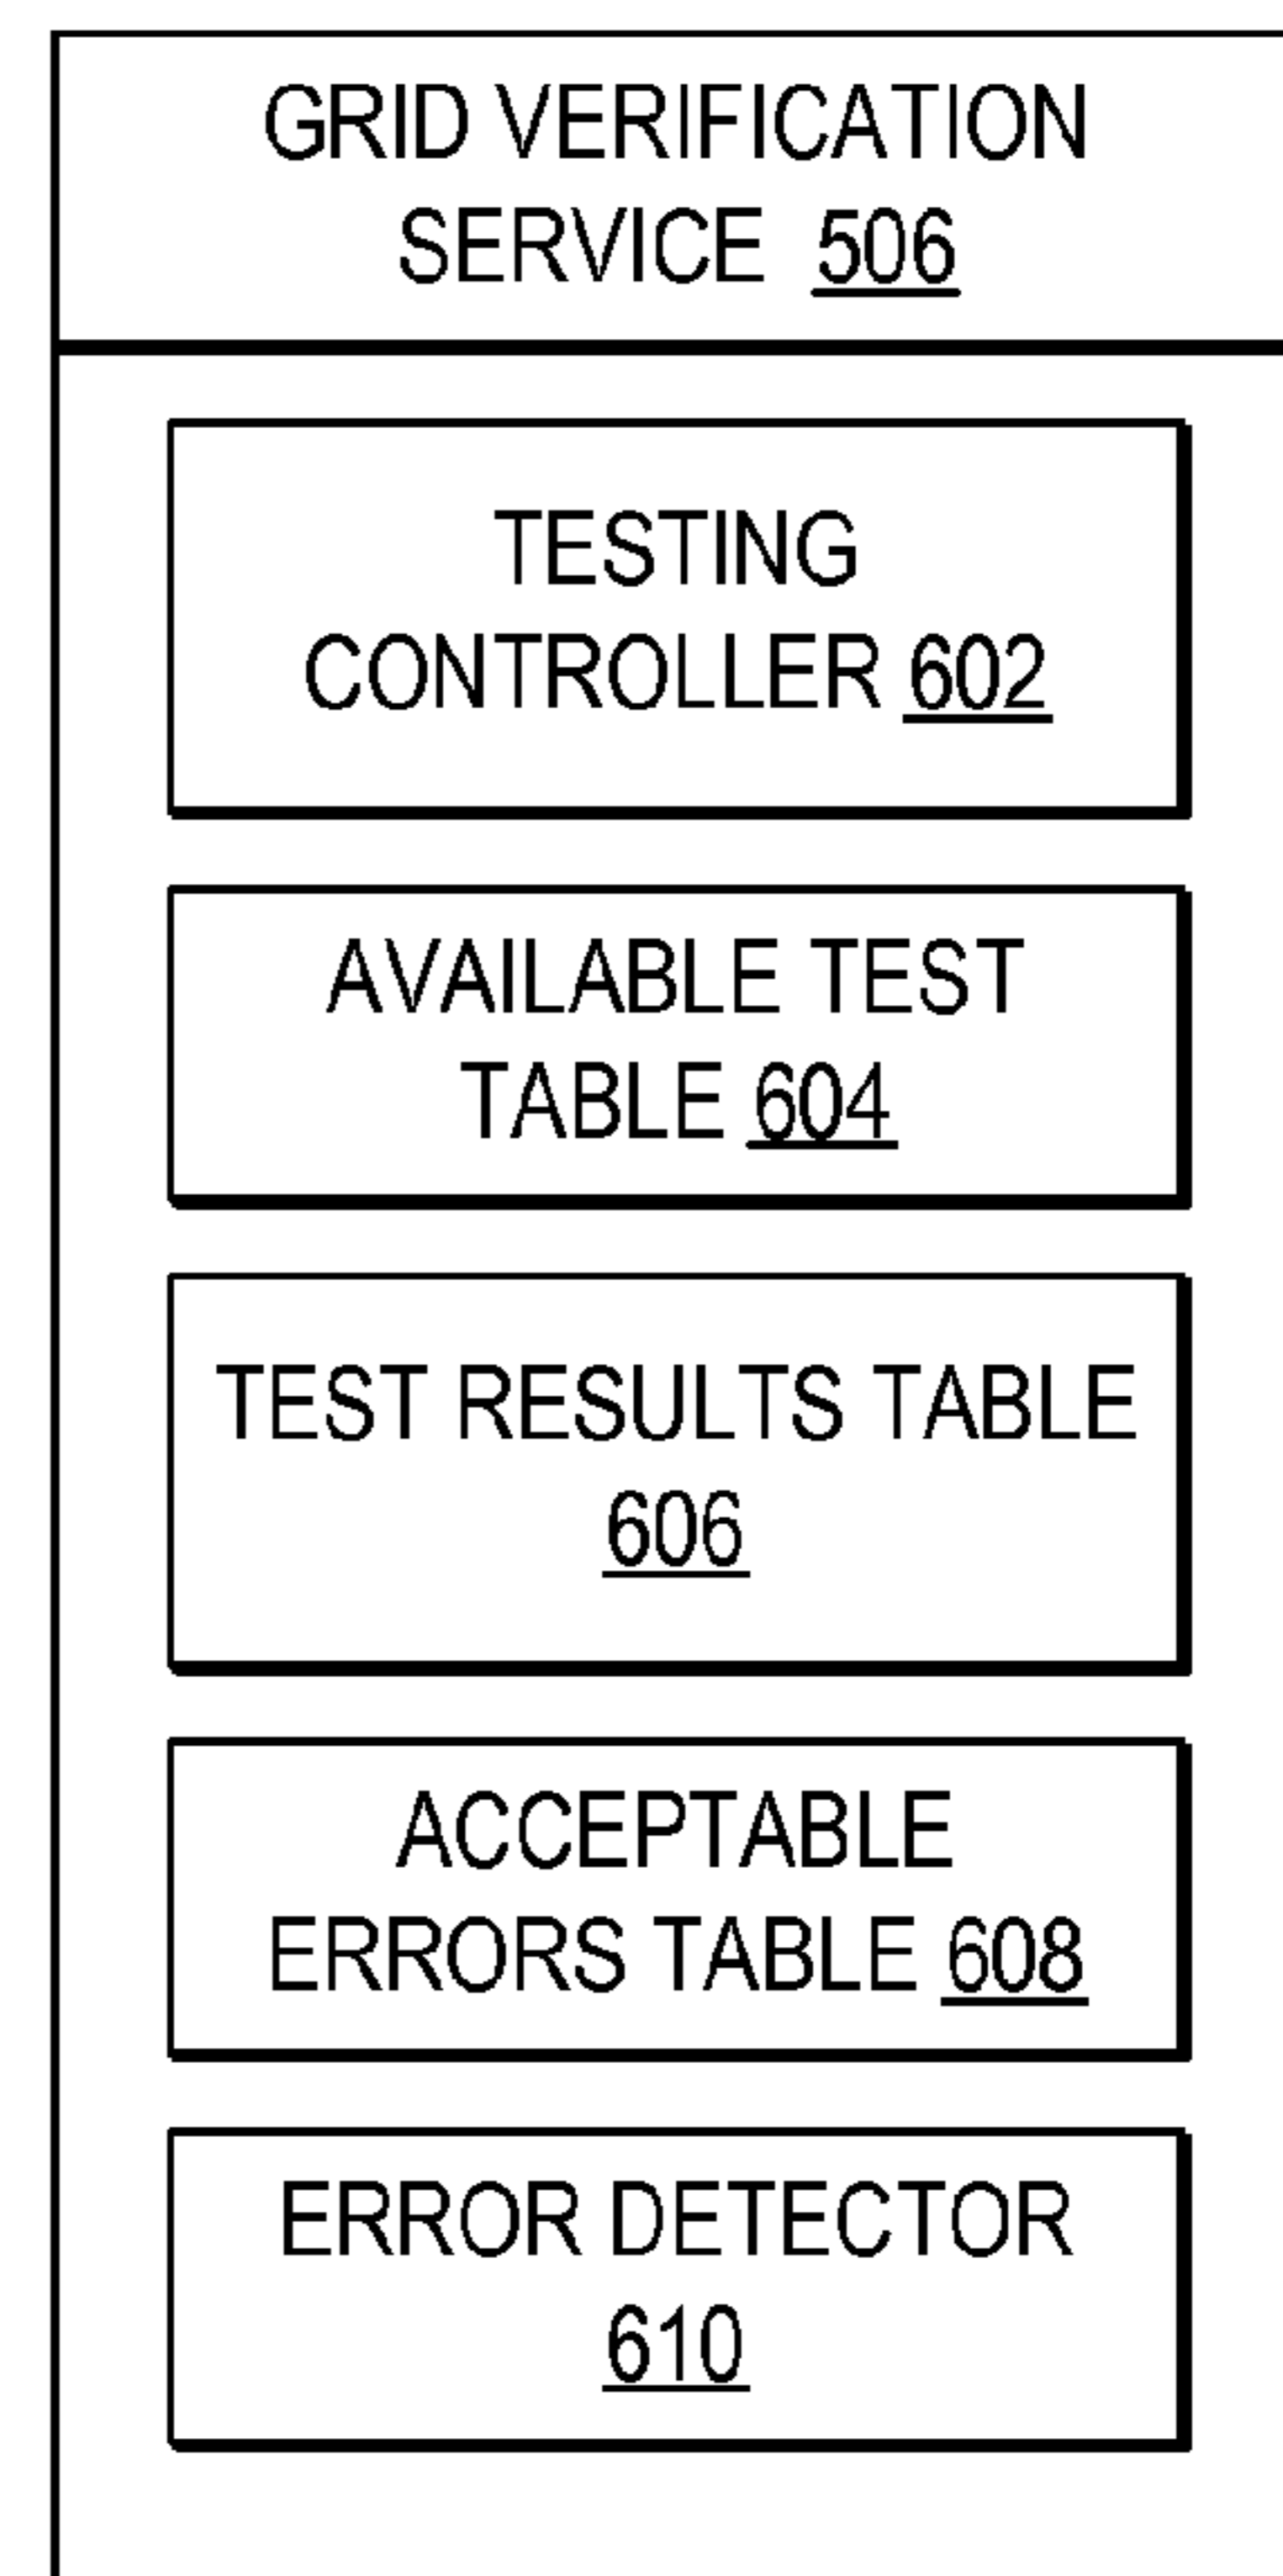 GRID VERIFICATION
SERVICE 506
TESTING
CONTROLLER 602
AVAILABLE TEST
TABLE 604
TEST RESULTS TABLE
606
ACCEPTABLE
ERRORS TABLE 608
ERROR DETECTOR
610